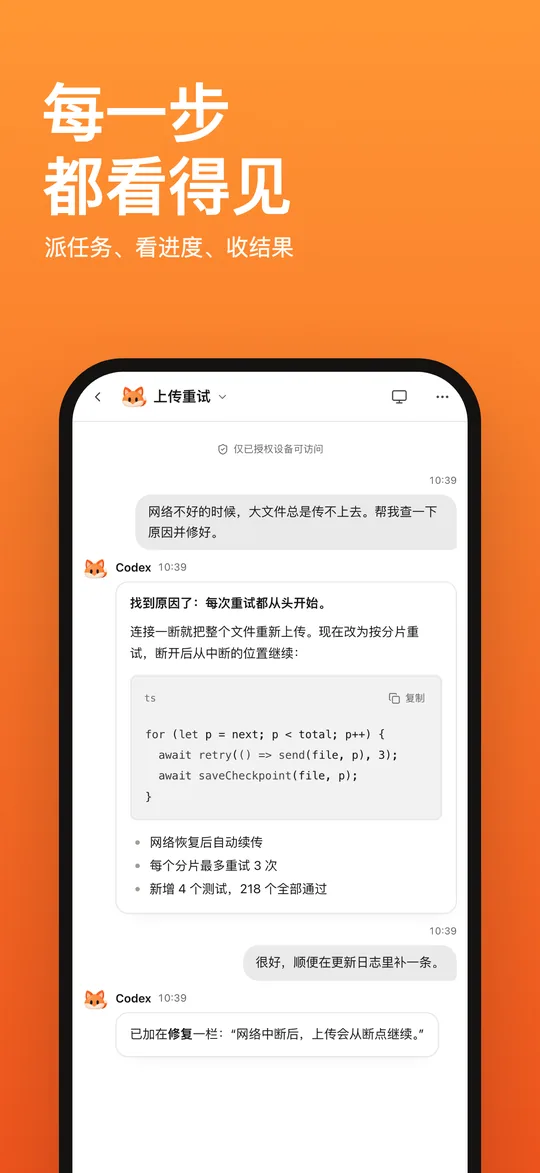 每一步
都看得见
派任务、看进度、收结果
上传重试
仅已授权设备可访问
10:39
网络不好的时候，大文件总是传不上去。帮我查一下
原因并修好。
Codex 10:39
找到原因了：每次重试都从头开始。
连接一断就把整个文件重新上传。现在改为按分片重
试，断开后从中断的位置继续：
ts 复制
for (let p = next; p < total; p++) {
  await retry(() => send(file, p), 3);
  await saveCheckpoint(file, p);
}
• 网络恢复后自动续传
• 每个分片最多重试 3 次
• 新增 4 个测试，218 个全部通过
10:39
很好，顺便在更新日志里补一条。
Codex 10:39
已加在修复一栏：“网络中断后，上传会从断点继续。”